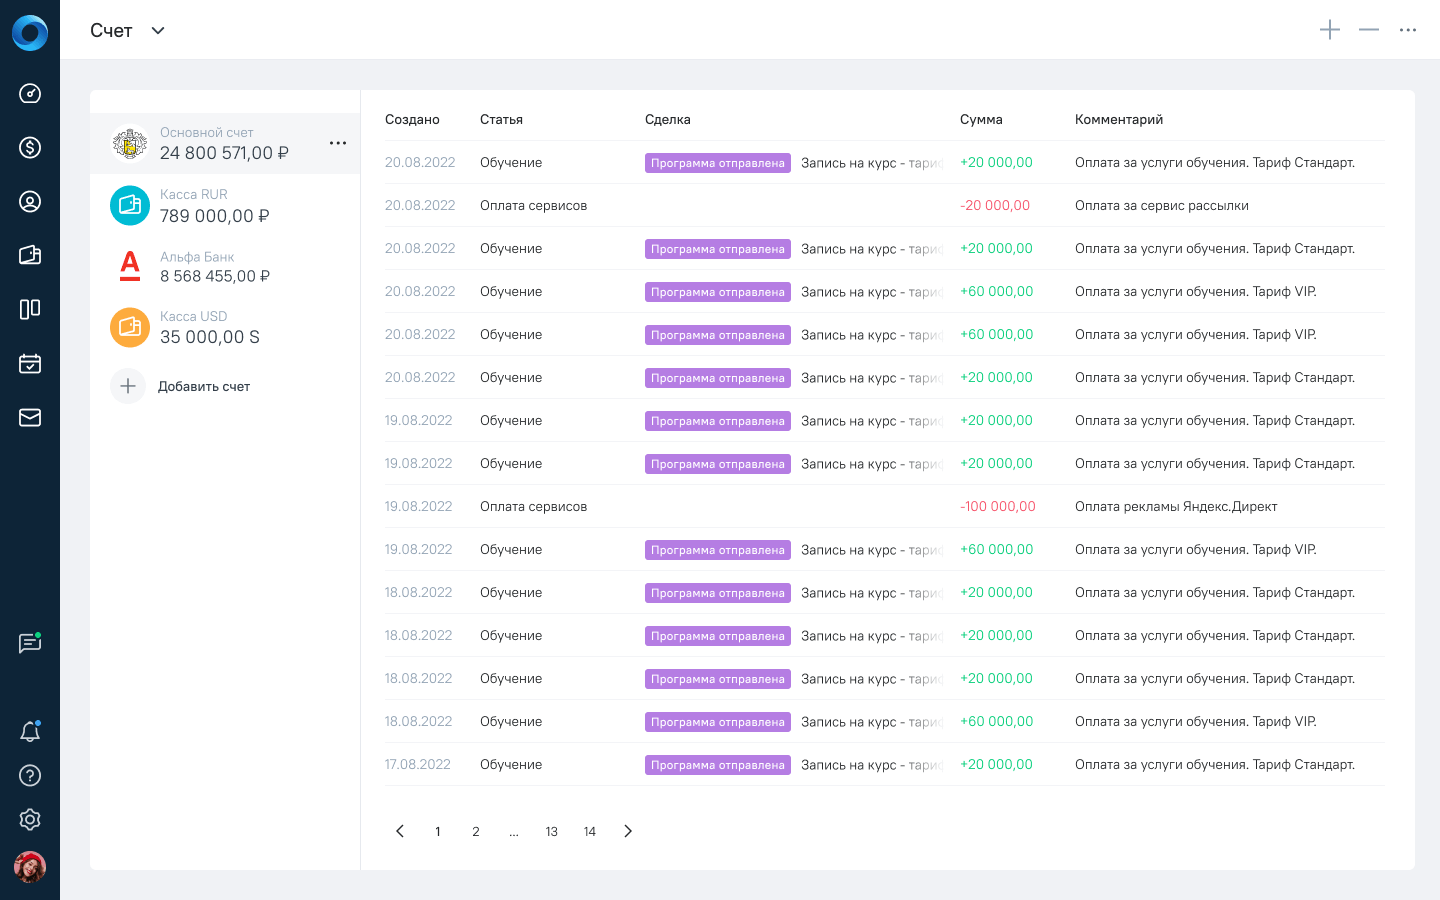 Счет
Основной счет
24 800 571,00 ₽
Касса RUR
789 000,00 ₽
А
Альфа Банк
8 568 455,00 ₽
Касса USD
35 000,00 S
Добавить счет
Создано Статья Сделка Сумма Комментарий
20.08.2022 Обучение Программа отправлена Запись на курс - тариф +20 000,00 Оплата за услуги обучения. Тариф Стандарт.
20.08.2022 Оплата сервисов -20 000,00 Оплата за сервис рассылки
20.08.2022 Обучение Программа отправлена Запись на курс - тариф +20 000,00 Оплата за услуги обучения. Тариф Стандарт.
20.08.2022 Обучение Программа отправлена Запись на курс - тариф +60 000,00 Оплата за услуги обучения. Тариф VIP.
20.08.2022 Обучение Программа отправлена Запись на курс - тариф +60 000,00 Оплата за услуги обучения. Тариф VIP.
20.08.2022 Обучение Программа отправлена Запись на курс - тариф +20 000,00 Оплата за услуги обучения. Тариф Стандарт.
19.08.2022 Обучение Программа отправлена Запись на курс - тариф +20 000,00 Оплата за услуги обучения. Тариф Стандарт.
19.08.2022 Обучение Программа отправлена Запись на курс - тариф +20 000,00 Оплата за услуги обучения. Тариф Стандарт.
19.08.2022 Оплата сервисов -100 000,00 Оплата рекламы Яндекс.Директ
19.08.2022 Обучение Программа отправлена Запись на курс - тариф +60 000,00 Оплата за услуги обучения. Тариф VIP.
18.08.2022 Обучение Программа отправлена Запись на курс - тариф +20 000,00 Оплата за услуги обучения. Тариф Стандарт.
18.08.2022 Обучение Программа отправлена Запись на курс - тариф +20 000,00 Оплата за услуги обучения. Тариф Стандарт.
18.08.2022 Обучение Программа отправлена Запись на курс - тариф +20 000,00 Оплата за услуги обучения. Тариф Стандарт.
18.08.2022 Обучение Программа отправлена Запись на курс - тариф +60 000,00 Оплата за услуги обучения. Тариф VIP.
17.08.2022 Обучение Программа отправлена Запись на курс - тариф +20 000,00 Оплата за услуги обучения. Тариф Стандарт.
1 2 ... 13 14